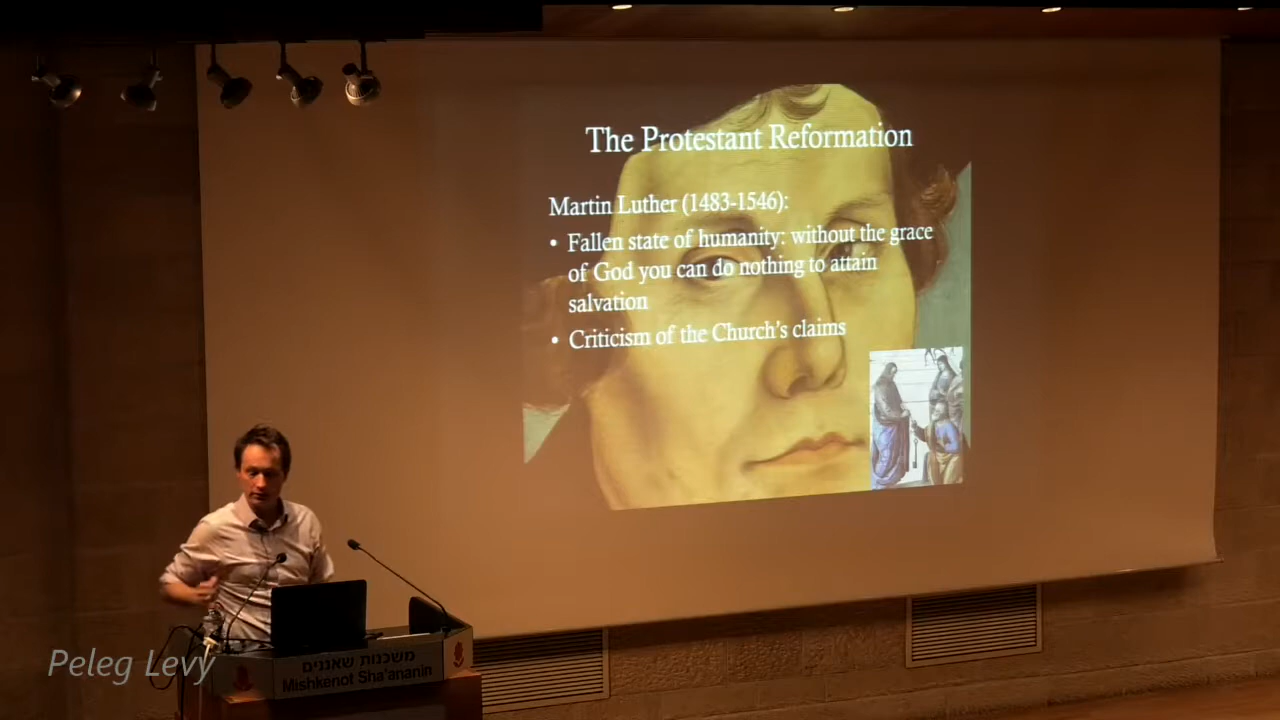 The Protestant Reformation
Martin Luther (1483-1546):
• Fallen state of humanity: without the grace
of God you can do nothing to attain
salvation
• Criticism of the Church's claims
Peleg Levy
משכנות שאננים
Mishkenot Sha'ananin